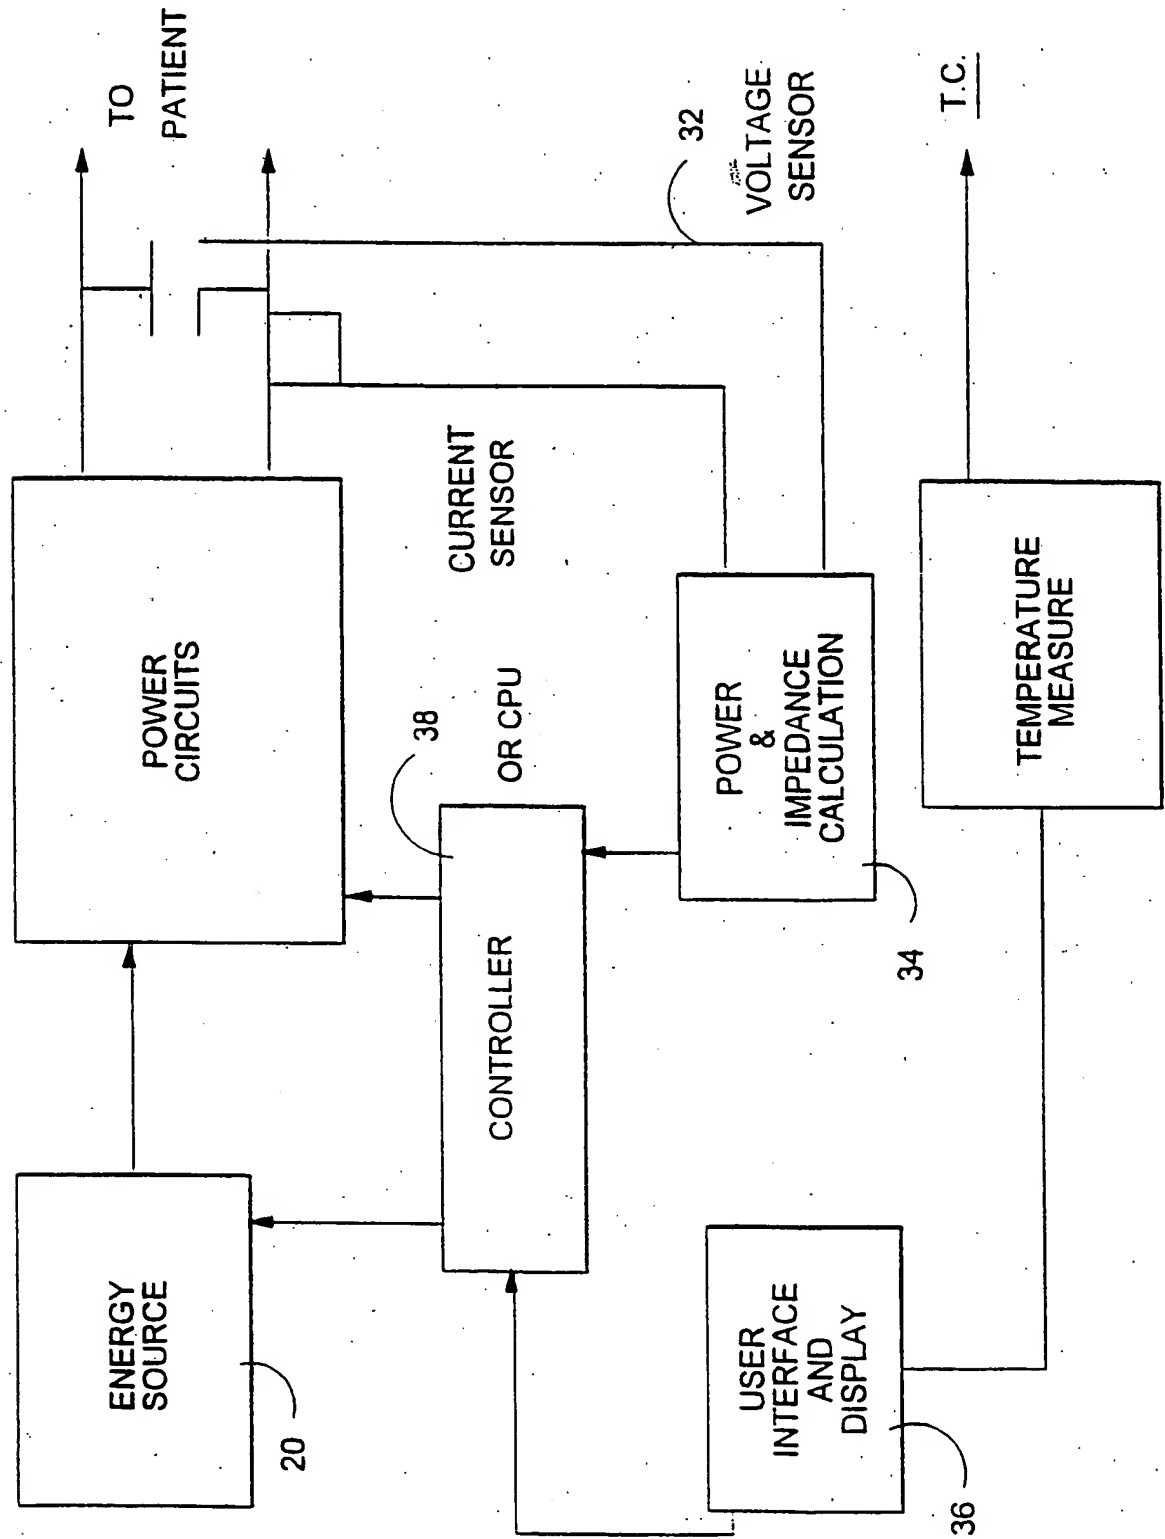 ENERGY
SOURCE
20
POWER
CIRCUITS
TO
PATIENT
CONTROLLER
38
OR CPU
CURRENT
SENSOR
32
VOLTAGE
SENSOR
USER
INTERFACE
AND
DISPLAY
36
POWER
&
IMPEDANCE
CALCULATION
34
TEMPERATURE
MEASURE
T.C.